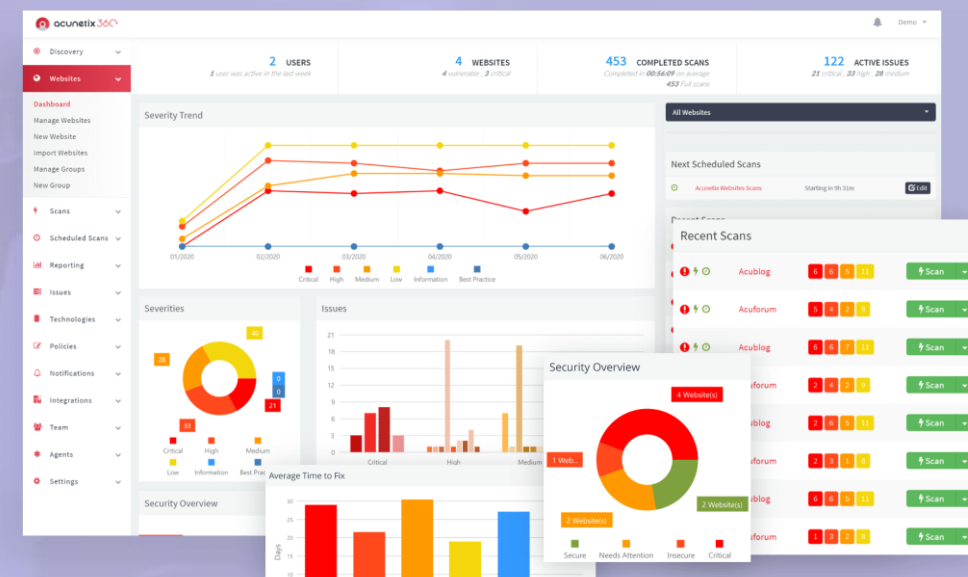 acunetix 360
Demo
Discovery
Websites
Dashboard
Manage Websites
New Website
Import Websites
Manage Groups
New Group
Scans
Scheduled Scans
Reporting
Issues
Technologies
Policies
Notifications
Integrations
Team
Agents
Settings
2 USERS
1 user was active in the last week
4 WEBSITES
4 vulnerable . 3 critical
453 COMPLETED SCANS
Completed in 00:56:09 on average
453 Full scans
122 ACTIVE ISSUES
21 critical . 33 high . 28 medium
Severity Trend
01/2020 02/2020 03/2020 04/2020 05/2020 06/2020
Critical High Medium Low Information Best Practice
All Websites
Next Scheduled Scans
Acunetix Websites Scans Starting in 9h 31m Edit
Recent Scans
Recent Scans
Acublog 6 6 5 11 Scan
Acuforum 5 4 2 9 Scan
Acublog 6 6 7 11 Scan
forum 2 4 2 9 Scan
blog 2 6 5 11 Scan
forum 2 3 1 8 Scan
blog 6 6 5 11 Scan
forum 1 3 2 9 Scan
Severities
40
28
0
0
21
33
Critical High Medium
Low Information Best Prac
Issues
21
18
15
12
9
6
3
0
Critical High Medium
Security Overview
Security Overview
4 Website(s)
1 Web..
2 Website(s)
2 Website(s)
Secure Needs Attention Insecure Critical
Average Time to Fix
Days
30
25
20
15
10